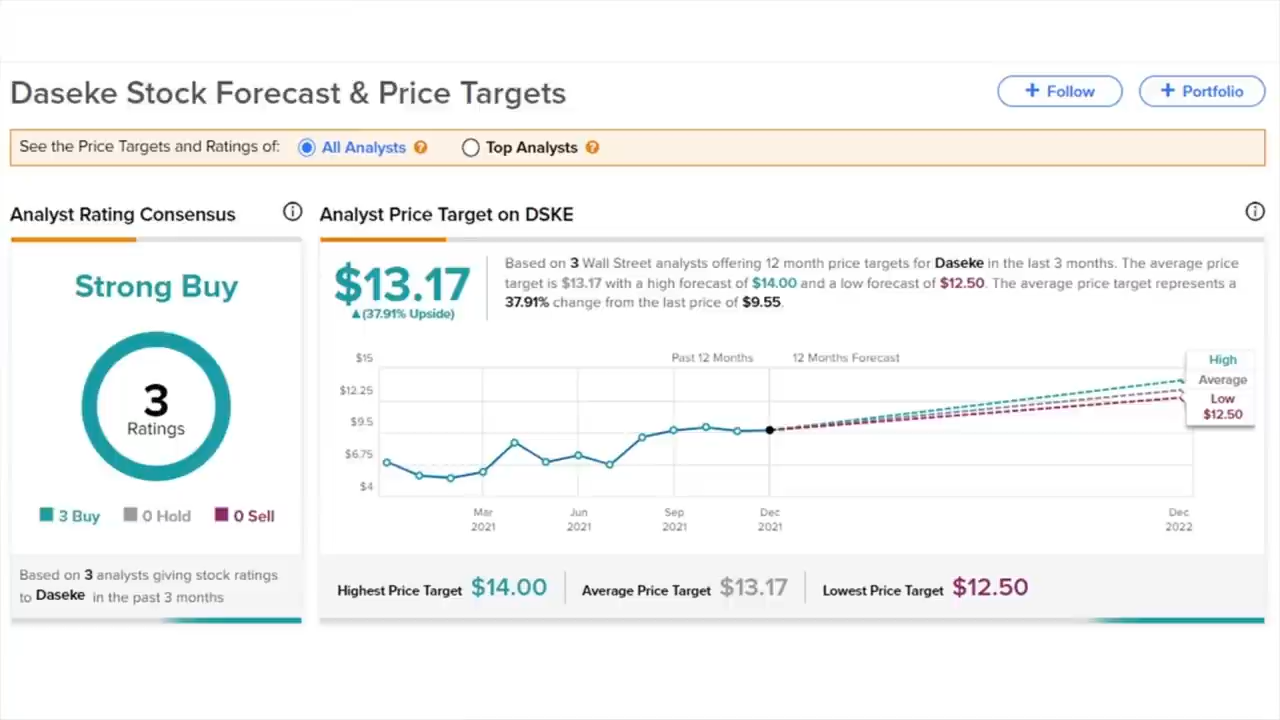 Daseke Stock Forecast & Price Targets
+ Follow
+ Portfolio
See the Price Targets and Ratings of:
All Analysts ?
Top Analysts ?
Analyst Rating Consensus
Strong Buy
3
Ratings
3 Buy
0 Hold
0 Sell
Based on 3 analysts giving stock ratings
to Daseke in the past 3 months
Analyst Price Target on DSKE
$13.17
▲(37.91% Upside)
Based on 3 Wall Street analysts offering 12 month price targets for Daseke in the last 3 months. The average price
target is $13.17 with a high forecast of $14.00 and a low forecast of $12.50. The average price target represents a
37.91% change from the last price of $9.55.
Past 12 Months
12 Months Forecast
$15
$12.25
$9.5
$6.75
$4
High
Average
Low
$12.50
Mar
2021
Jun
2021
Sep
2021
Dec
2021
Dec
2022
Highest Price Target $14.00
Average Price Target $13.17
Lowest Price Target $12.50